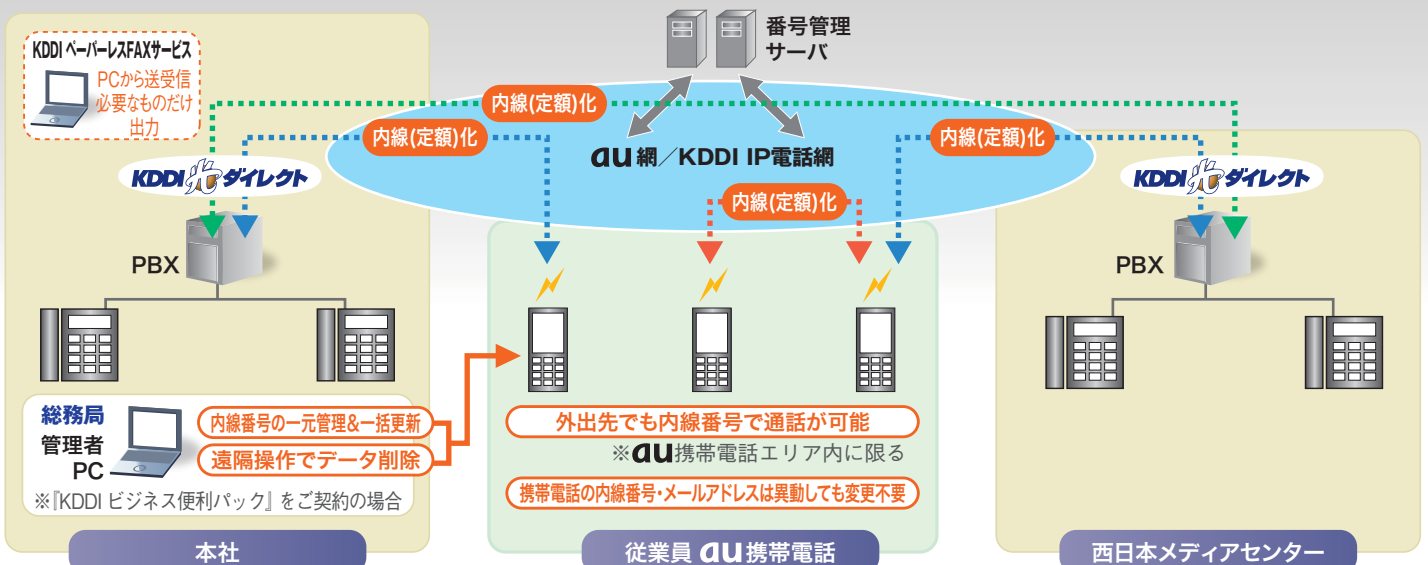 番号管理
サーバ
KDDI ペーパーレスFAXサービス
PCから送受信
必要なものだけ
出力
内線(定額)化
内線(定額)化
内線(定額)化
au 網／KDDI IP電話網
KDDI光ダイレクト
KDDI光ダイレクト
内線(定額)化
PBX
PBX
総務局
管理者
PC
内線番号の一元管理&一括更新
遠隔操作でデータ削除
※『KDDI ビジネス便利パック』をご契約の場合
外出先でも内線番号で通話が可能
※au携帯電話エリア内に限る
携帯電話の内線番号・メールアドレスは異動しても変更不要
本社
従業員 au 携帯電話
西日本メディアセンター